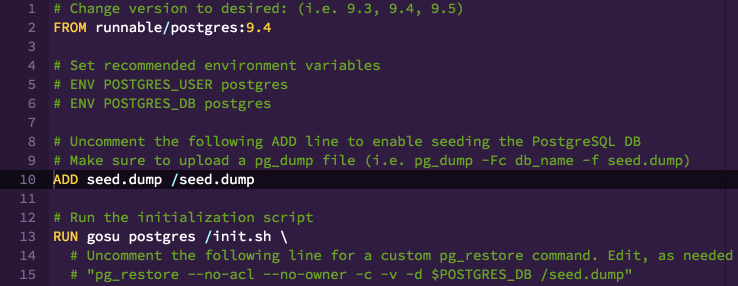 1 # Change version to desired: (i.e. 9.3, 9.4, 9.5)
2 FROM runnable/postgres:9.4
3
4 # Set recommended environment variables
5 # ENV POSTGRES_USER postgres
6 # ENV POSTGRES_DB postgres
7
8 # Uncomment the following ADD line to enable seeding the PostgreSQL DB
9 # Make sure to upload a pg_dump file (i.e. pg_dump -Fc db_name -f seed.dump)
10 ADD seed.dump /seed.dump
11
12 # Run the initialization script
13 RUN gosu postgres /init.sh \
14   # Uncomment the following line for a custom pg_restore command. Edit, as needed
15   # "pg_restore --no-acl --no-owner -c -v -d $POSTGRES_DB /seed.dump"